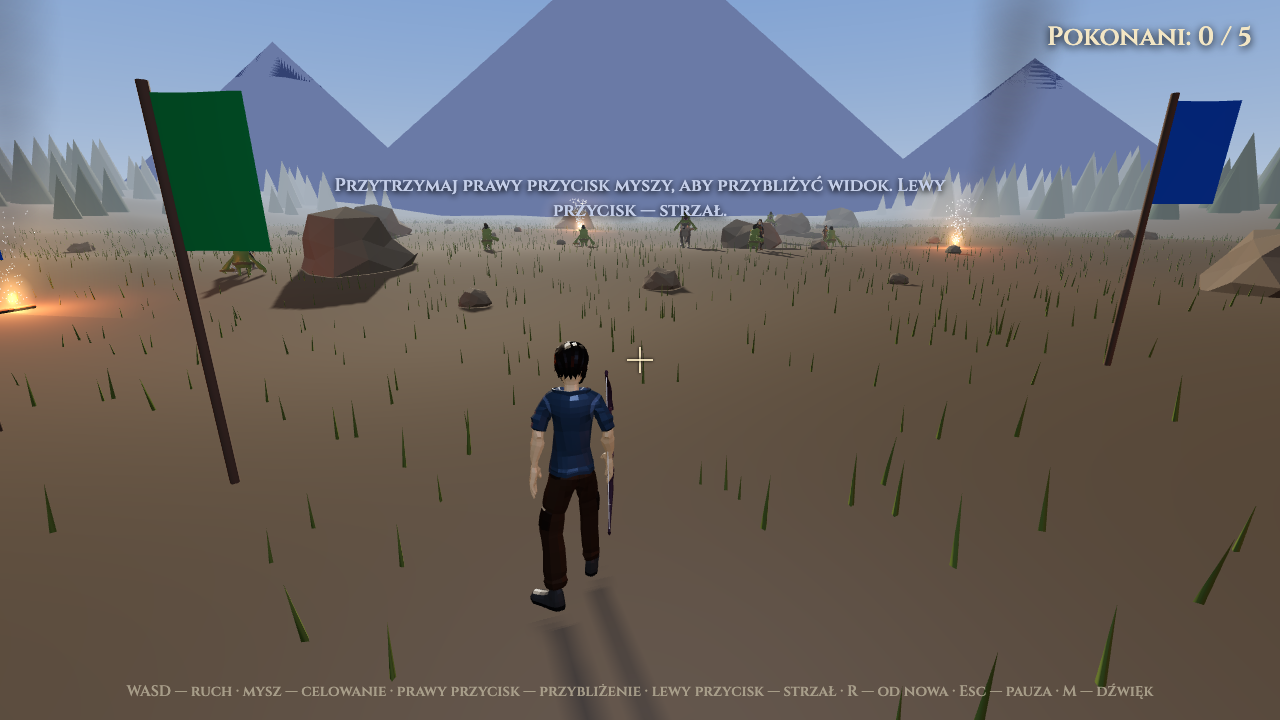 Pokonani: 0 / 5
Przytrzymaj prawy przycisk myszy, aby przybliżyć widok. Lewy
przycisk — strzał.
WASD — ruch · mysz — celowanie · prawy przycisk — przybliżenie · lewy przycisk — strzał · R — od nowa · Esc — pauza · M — dźwięk